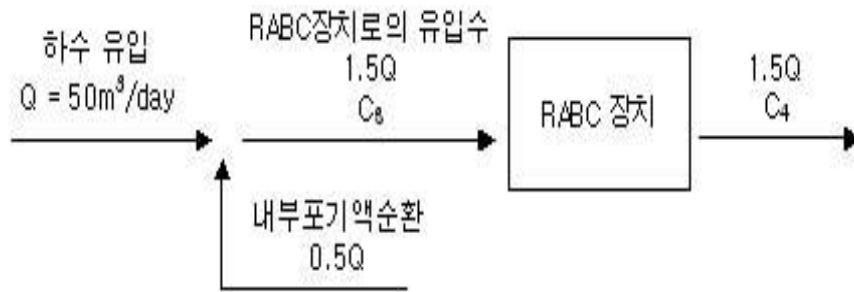 하수 유입
Q = 50m³/day
RABC장치로의 유입수
1.5Q
C₆
RABC 장치
1.5Q
C₄
내부포기액순환
0.5Q